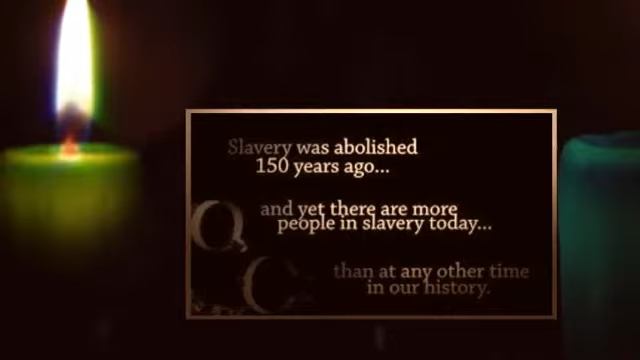 Slavery was abolished
150 years ago...
and yet there are more
people in slavery today...
than at any other time
in our history.
Q
C